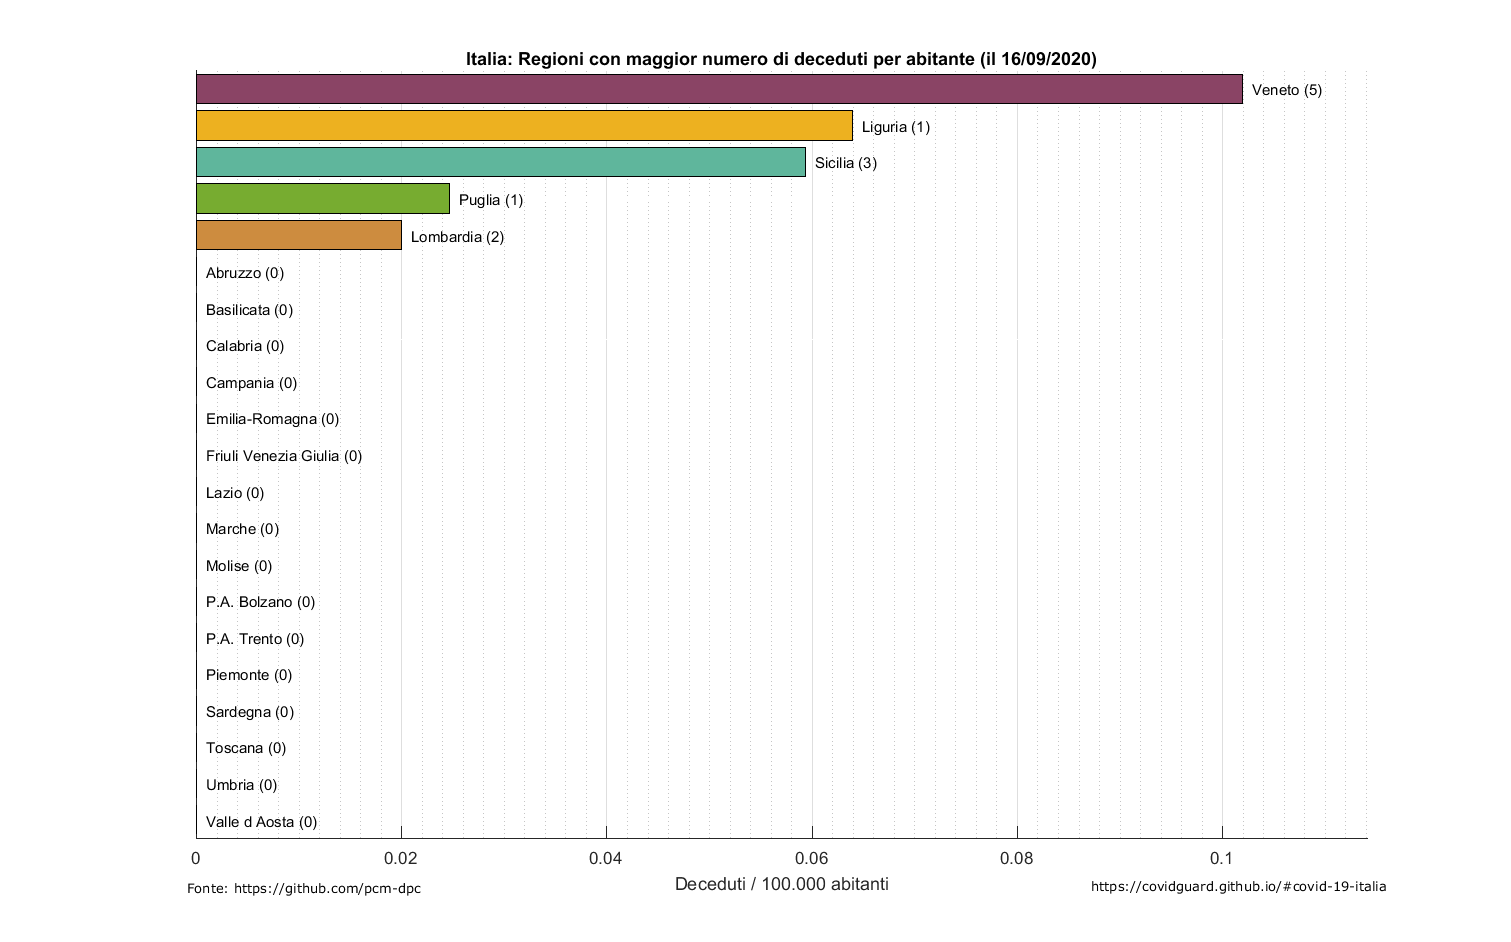 Italia: Regioni con maggior numero di deceduti per abitante (il 16/09/2020)
Veneto (5)
Liguria (1)
Sicilia (3)
Puglia (1)
Lombardia (2)
Abruzzo (0)
Basilicata (0)
Calabria (0)
Campania (0)
Emilia-Romagna (0)
Friuli Venezia Giulia (0)
Lazio (0)
Marche (0)
Molise (0)
P.A. Bolzano (0)
P.A. Trento (0)
Piemonte (0)
Sardegna (0)
Toscana (0)
Umbria (0)
Valle d Aosta (0)
0 0.02 0.04 0.06 0.08 0.1
Deceduti / 100.000 abitanti
Fonte: https://github.com/pcm-dpc
https://covidguard.github.io/#covid-19-italia